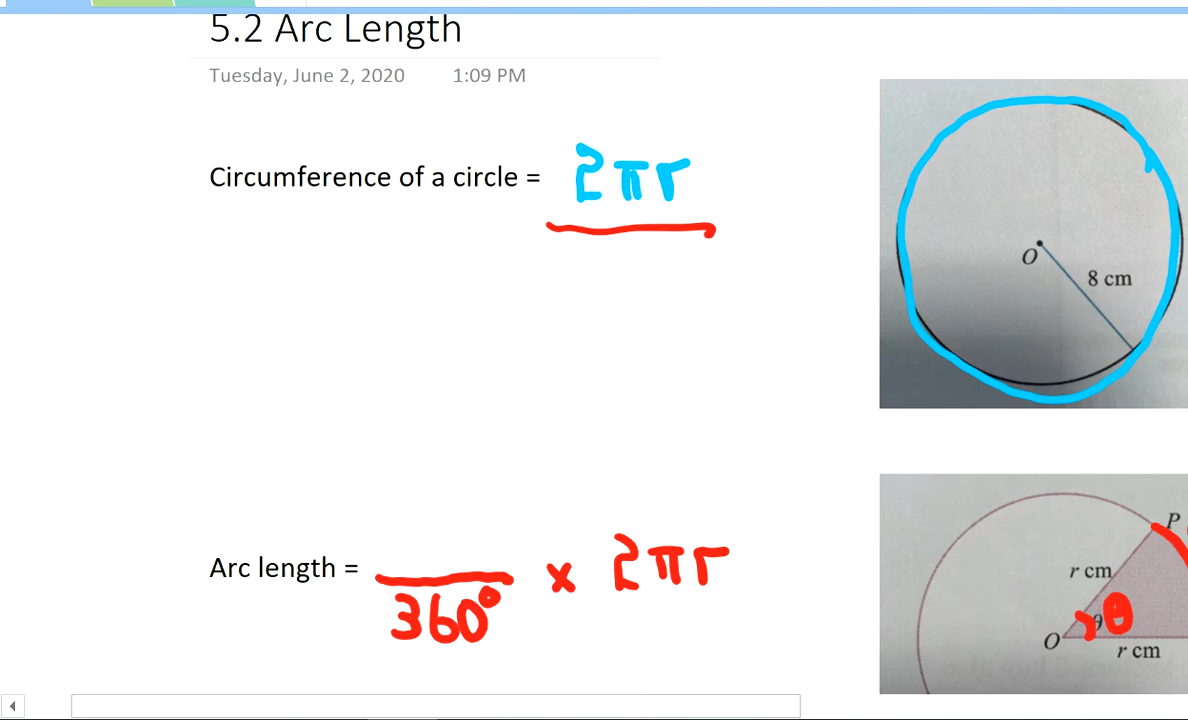 5.2 Arc Length
Tuesday, June 2, 2020 1:09 PM
Circumference of a circle = 2πr
O
8 cm
Arc length = ─── × 2πr
360°
P
r cm
θ θ
O
r cm